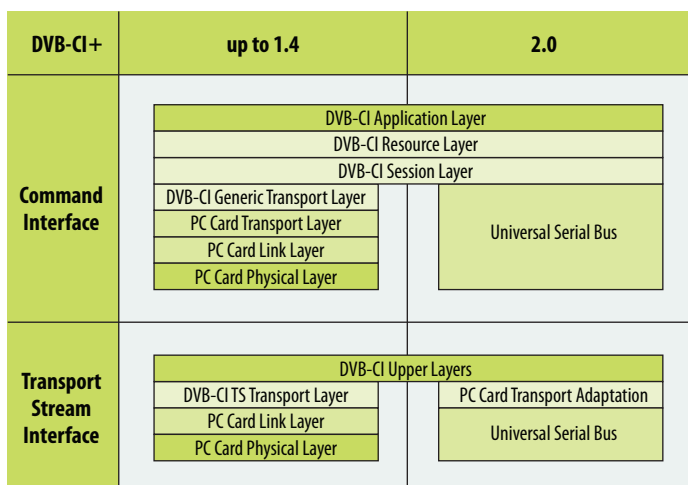 DVB-CI+ up to 1.4 2.0
DVB-CI Application Layer
DVB-CI Resource Layer
DVB-CI Session Layer
Command
Interface
DVB-CI Generic Transport Layer
PC Card Transport Layer
PC Card Link Layer
PC Card Physical Layer
Universal Serial Bus
Transport
Stream
Interface
DVB-CI Upper Layers
DVB-CI TS Transport Layer
PC Card Link Layer
PC Card Physical Layer
PC Card Transport Adaptation
Universal Serial Bus